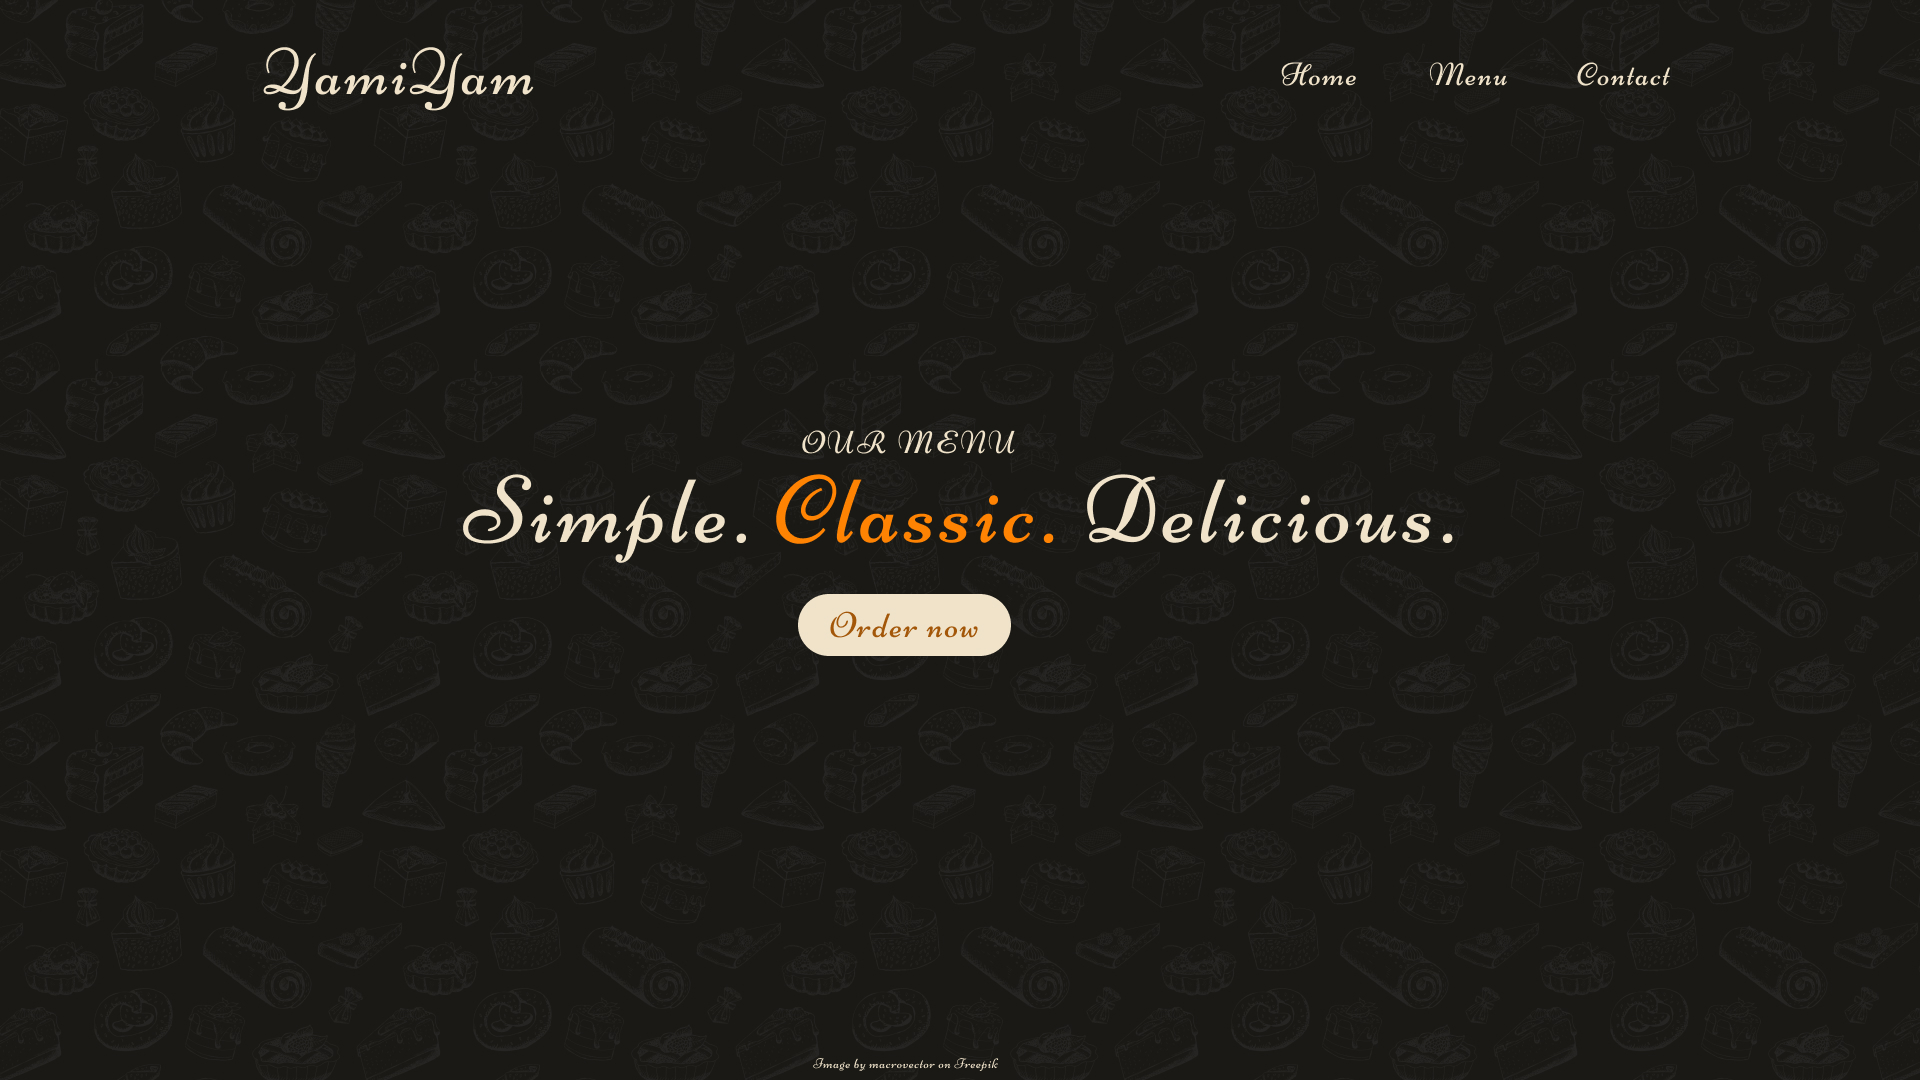 YamiYam
Home Menu Contact
OUR MENU
Simple. Classic. Delicious.
Order now
Image by macrovector on Freepik